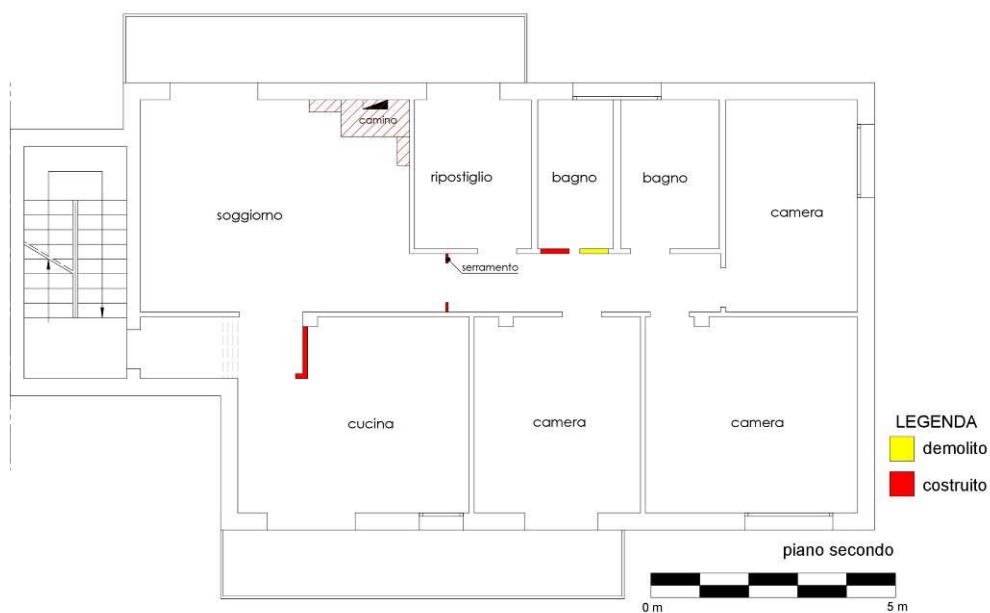 camino
ripostiglio
bagno
bagno
camera
soggiorno
serramento
cucina
camera
camera
LEGENDA
demolito
costruito
piano secondo
0 m
5 m